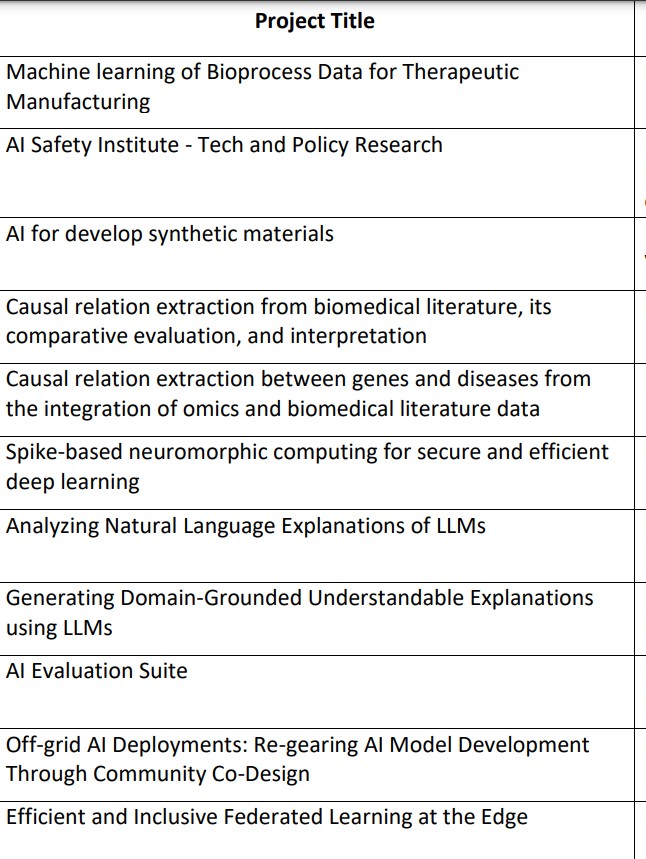 Project Title
Machine learning of Bioprocess Data for Therapeutic
Manufacturing
AI Safety Institute - Tech and Policy Research
AI for develop synthetic materials
Causal relation extraction from biomedical literature, its
comparative evaluation, and interpretation
Causal relation extraction between genes and diseases from
the integration of omics and biomedical literature data
Spike-based neuromorphic computing for secure and efficient
deep learning
Analyzing Natural Language Explanations of LLMs
Generating Domain-Grounded Understandable Explanations
using LLMs
AI Evaluation Suite
Off-grid AI Deployments: Re-gearing AI Model Development
Through Community Co-Design
Efficient and Inclusive Federated Learning at the Edge